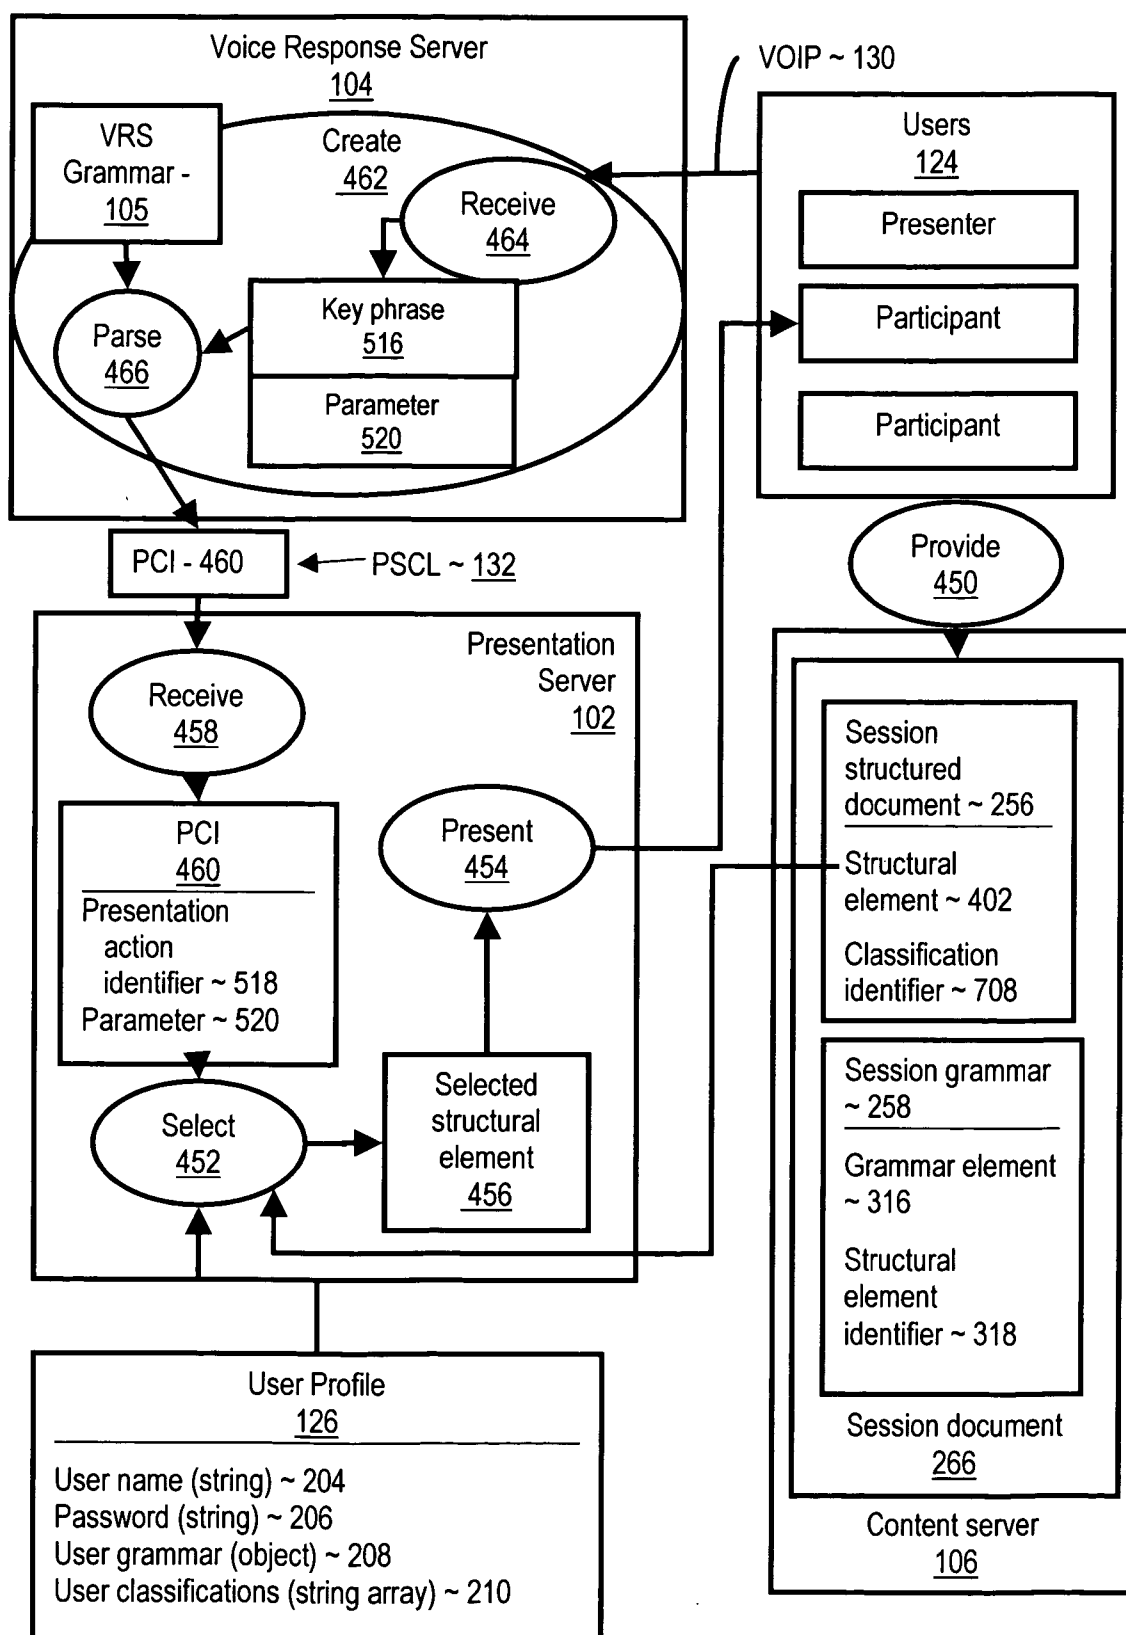 Voice Response Server
104
VOIP ~ 130
VRS
Grammar -
105
Create
462
Receive
464
Key phrase
516
Parameter
520
Parse
466
Users
124
Presenter
Participant
Participant
PCI - 460
PSCL ~ 132
Provide
450
Presentation
Server
102
Receive
458
PCI
460
Presentation
action
identifier ~ 518
Parameter ~ 520
Present
454
Select
452
Selected
structural
element
456
Session
structured
document ~ 256
Structural
element ~ 402
Classification
identifier ~ 708
Session grammar
~ 258
Grammar element
~ 316
Structural
element
identifier ~ 318
Session document
266
Content server
106
User Profile
126
User name (string) ~ 204
Password (string) ~ 206
User grammar (object) ~ 208
User classifications (string array) ~ 210